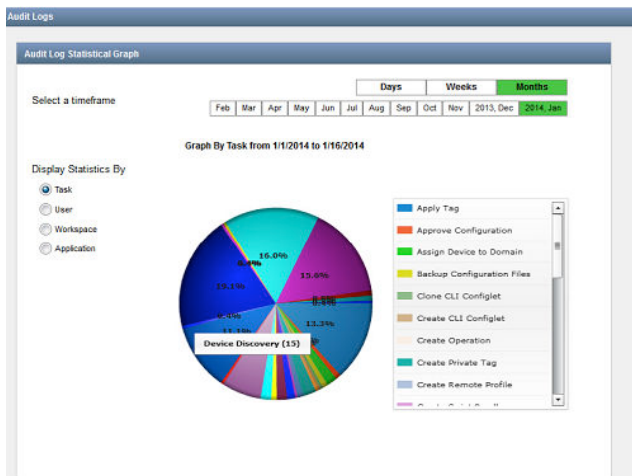 Audit Logs
Audit Log Statistical Graph
Select a timeframe
Days Weeks Months
Feb Mar Apr May Jun Jul Aug Sep Oct Nov 2013, Dec 2014, Jan
Graph By Task from 1/1/2014 to 1/16/2014
Display Statistics By
Task
User
Workspace
Application
16.0%
15.6%
19.1%
13.3%
11.1%
Device Discovery (15)
Apply Tag
Approve Configuration
Assign Device to Domain
Backup Configuration Files
Clone CLI Configlet
Create CLI Configlet
Create Operation
Create Private Tag
Create Remote Profile